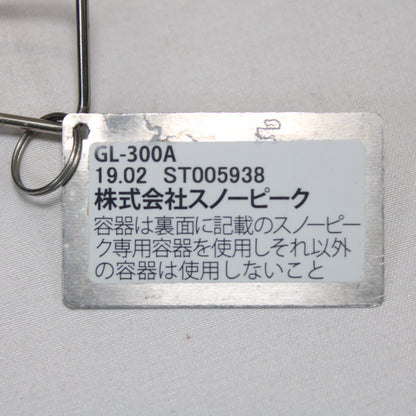 GL-300A
19.02 ST005938
株式会社スノーピーク
容器は裏面に記載のスノーピー
ク専用容器を使用しそれ以外
の容器は使用しないこと